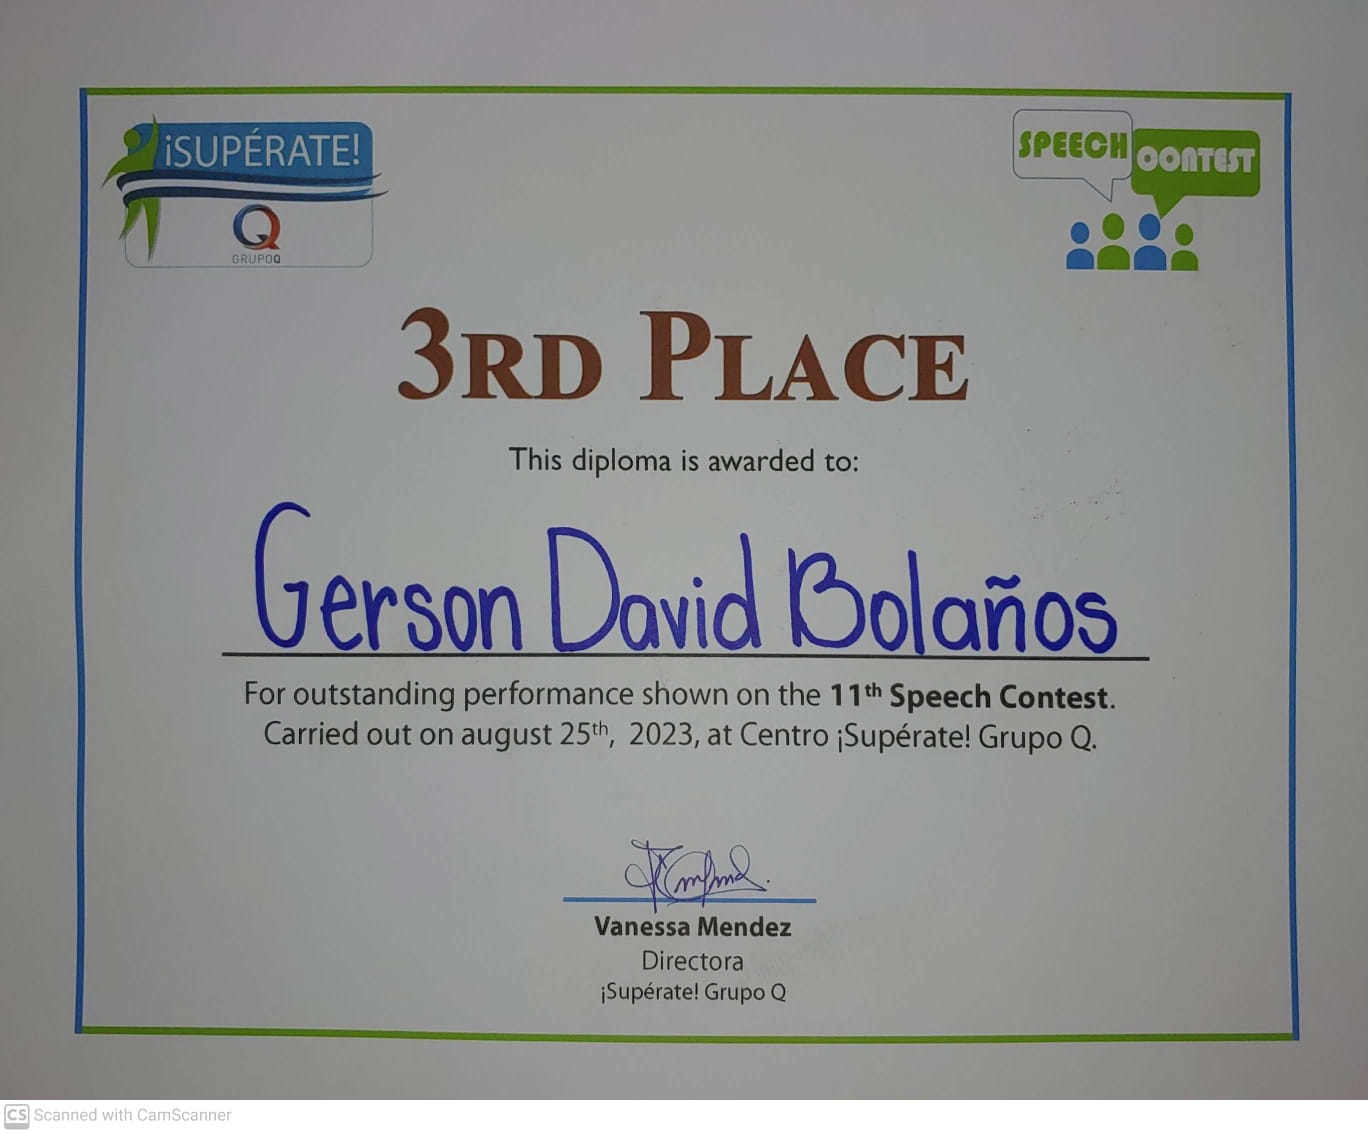 ¡SUPÉRATE!
GRUPOQ
SPEECH
CONTEST
3RD PLACE
This diploma is awarded to:
Gerson David Bolaños
For outstanding performance shown on the 11th Speech Contest.
Carried out on august 25th, 2023, at Centro ¡Supérate! Grupo Q.
Vanessa Mendez
Directora
¡Supérate! Grupo Q
CS Scanned with CamScanner